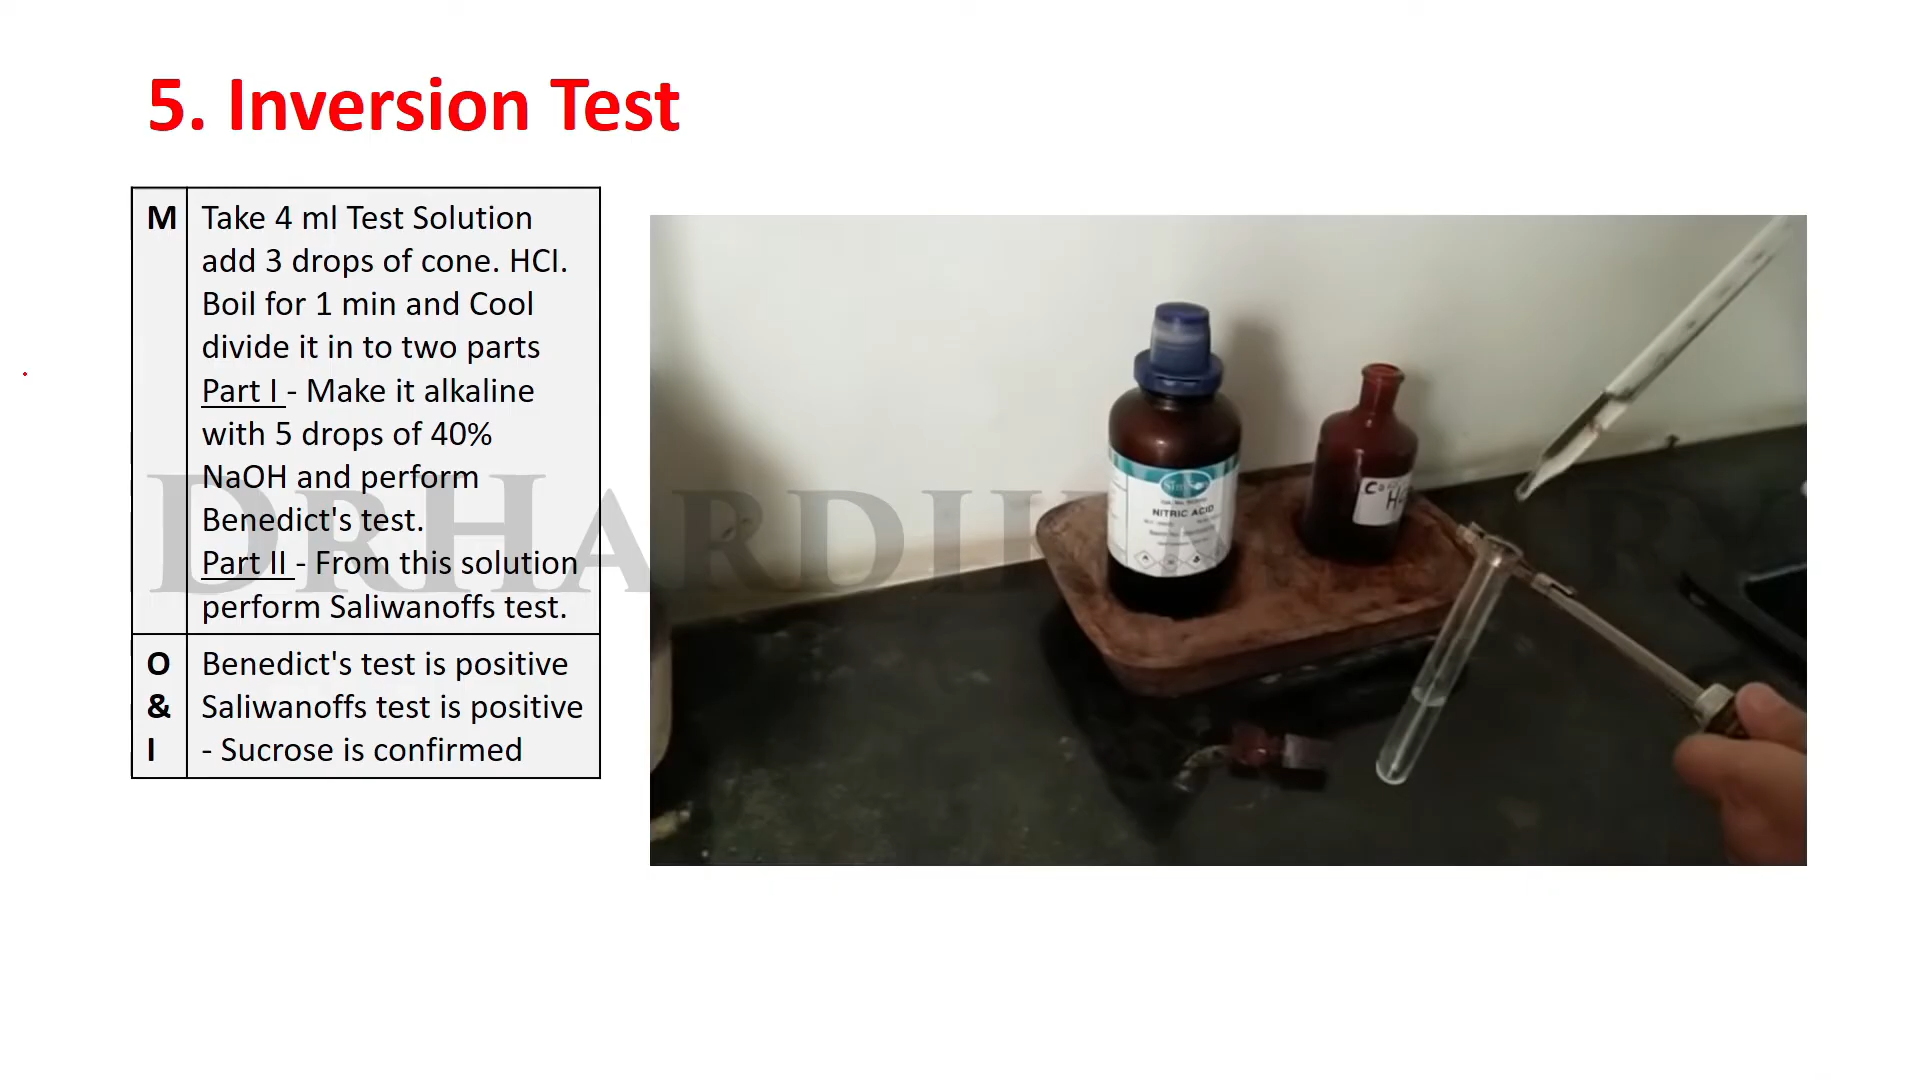 5. Inversion Test
M
Take 4 ml Test Solution
add 3 drops of cone. HCl.
Boil for 1 min and Cool
divide it in to two parts
Part I - Make it alkaline
with 5 drops of 40%
NaOH and perform
Benedict's test.
Part II - From this solution
perform Saliwanoffs test.
O
&
I
Benedict's test is positive
Saliwanoffs test is positive
- Sucrose is confirmed
NITRIC ACID